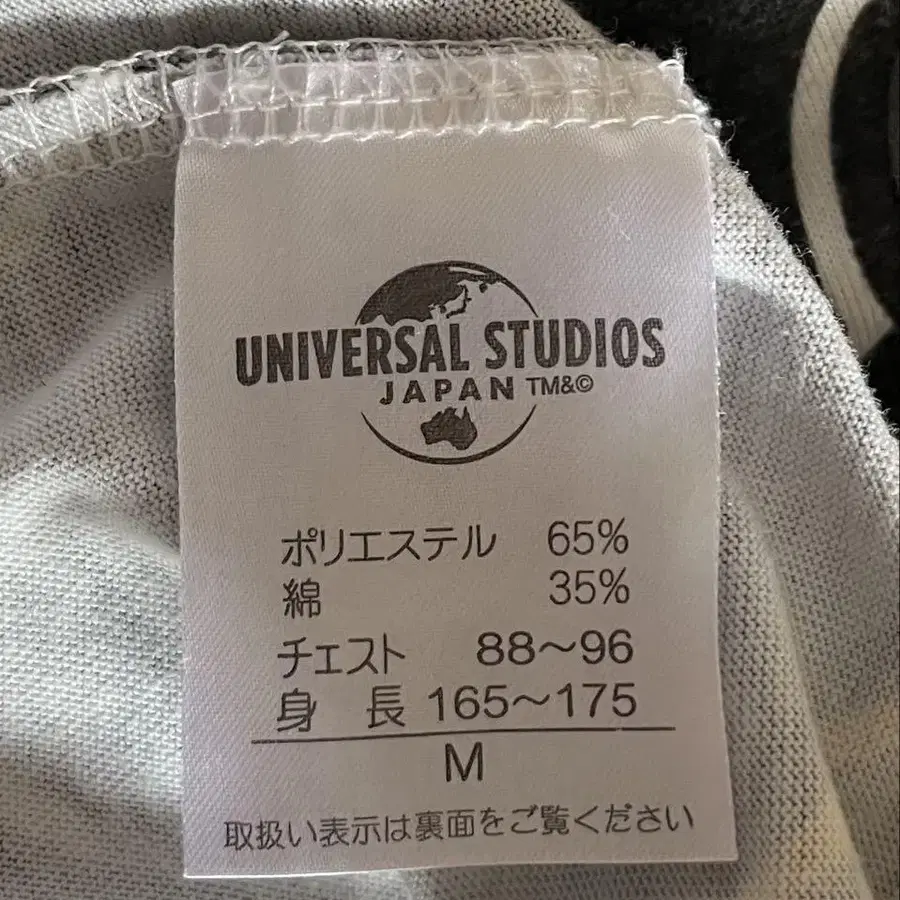 UNIVERSAL STUDIOS
JAPAN TM&©
ポリエステル 65%
綿 35%
チェスト 88～96
身 長 165～175
M
取扱い表示は裏面をご覧ください